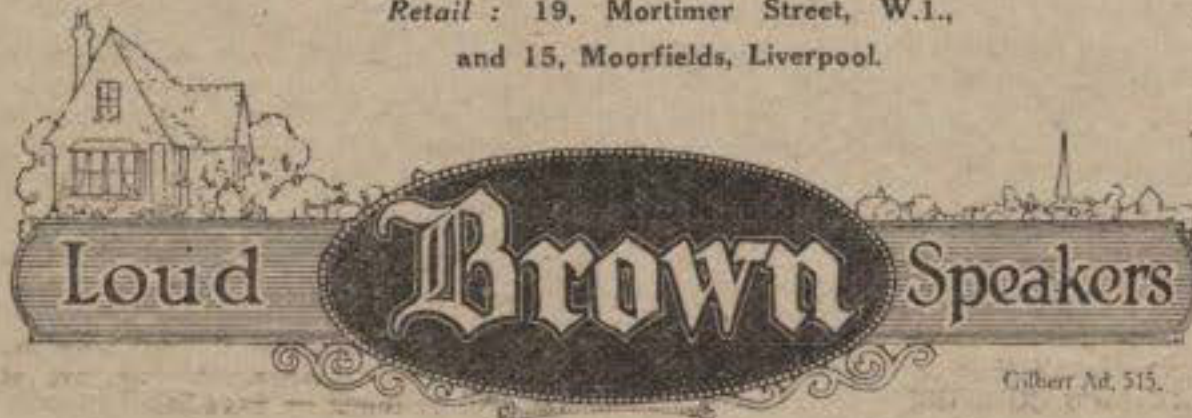 Retail : 19, Mortimer Street, W.1.,
and 15, Moorfields, Liverpool.
Loud Brown Speakers
Gilbert Ad. 515.